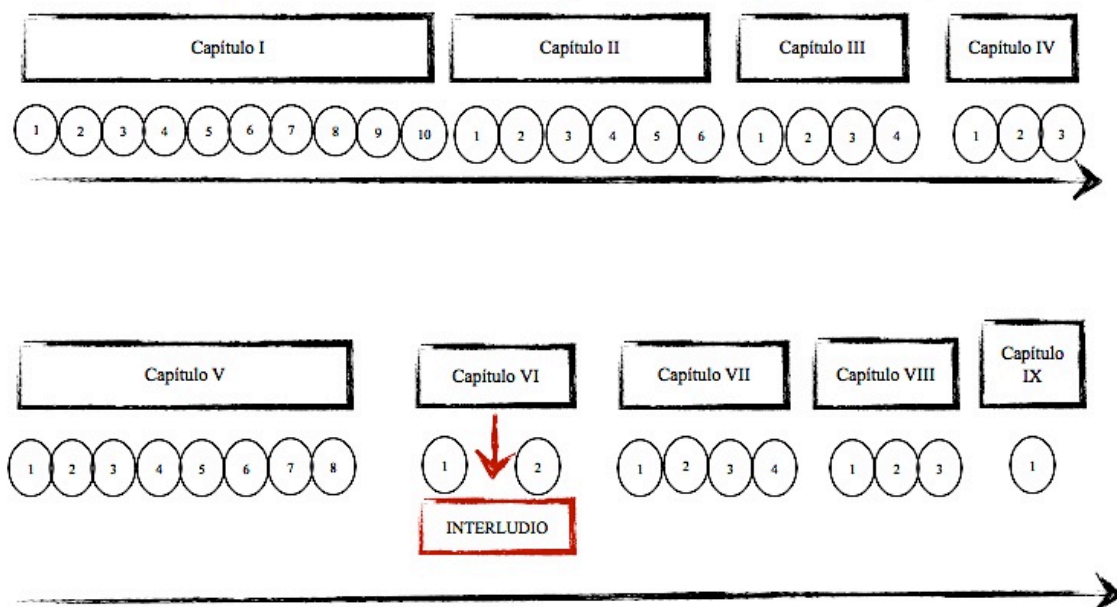 Capítulo I Capítulo II Capítulo III Capítulo IV
1 2 3 4 5 6 7 8 9 10 1 2 3 4 5 6 1 2 3 4 1 2 3
Capítulo V Capítulo VI Capítulo VII Capítulo VIII Capítulo
IX
1 2 3 4 5 6 7 8 1 2 1 2 3 4 1 2 3 1
INTERLUDIO